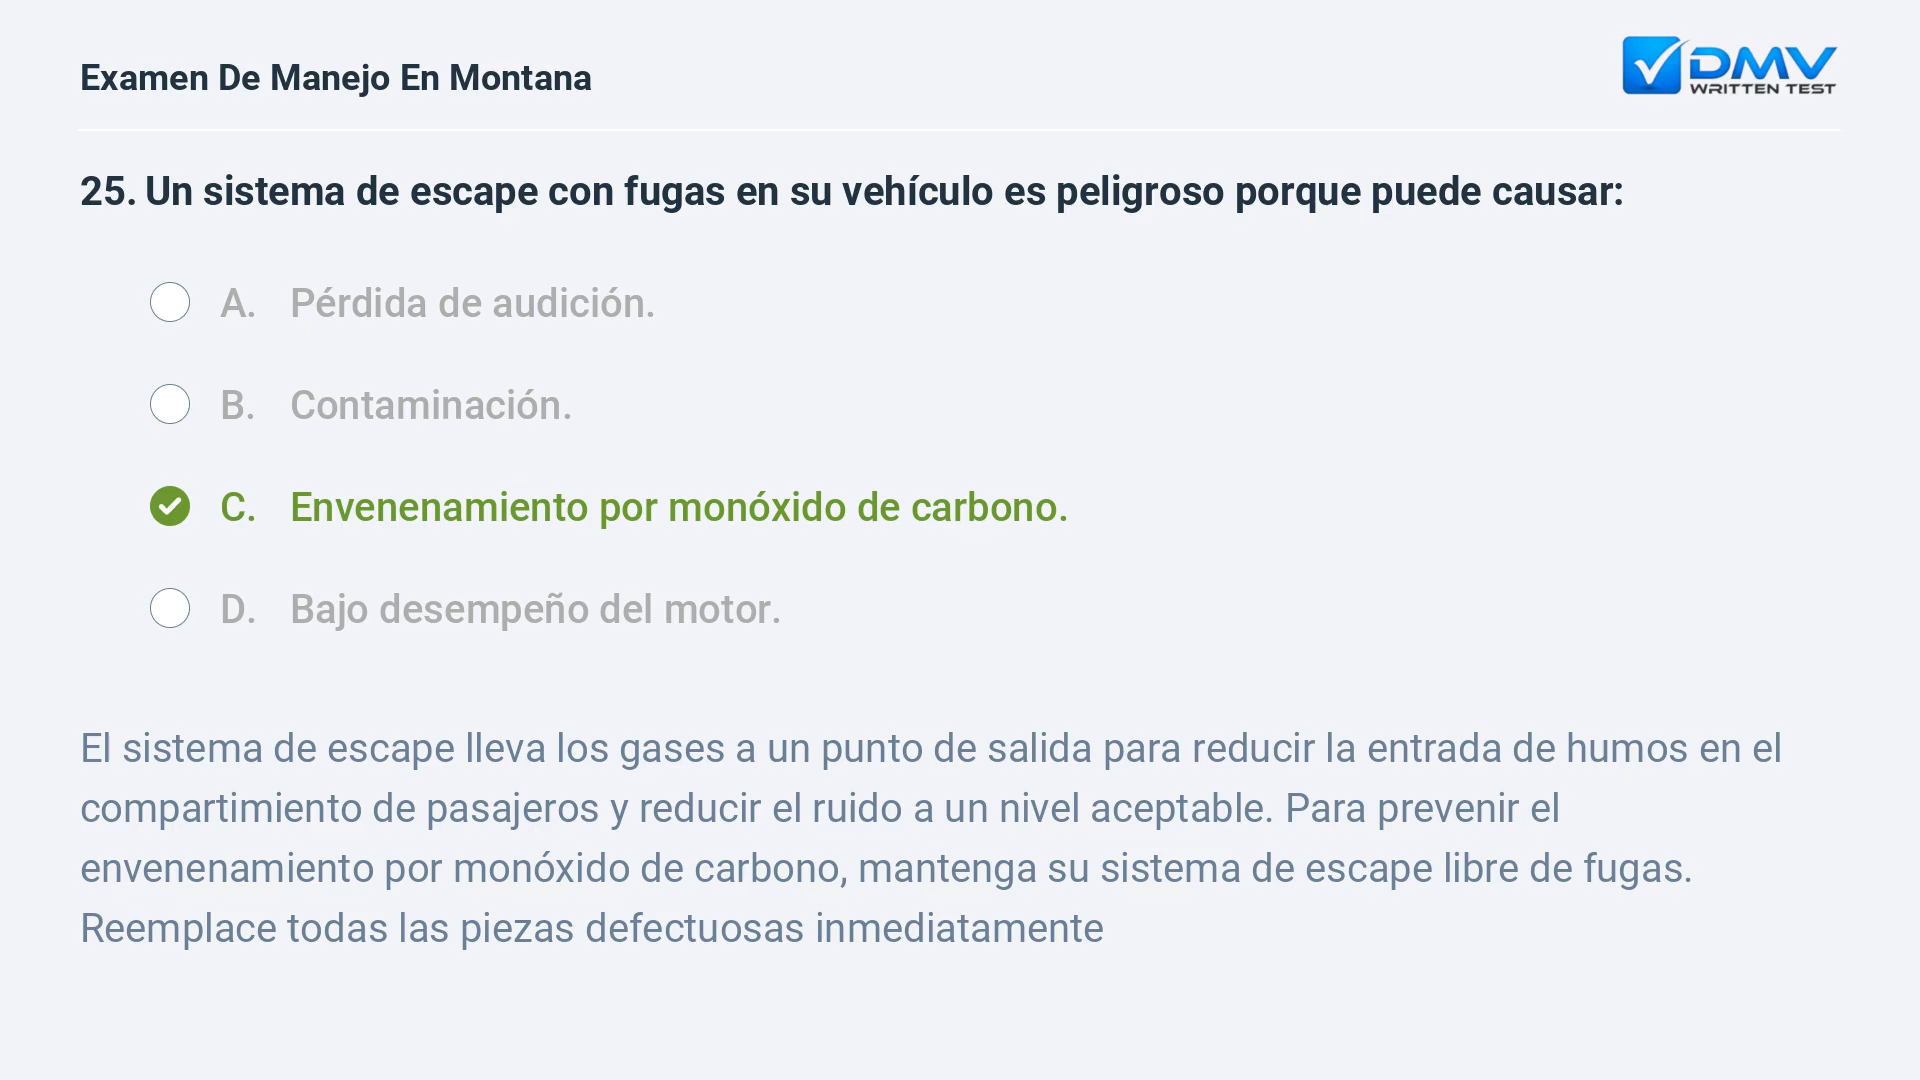 Examen De Manejo En Montana
DMV
WRITTEN TEST
25. Un sistema de escape con fugas en su vehículo es peligroso porque puede causar:
A. Pérdida de audición.
B. Contaminación.
C. Envenenamiento por monóxido de carbono.
D. Bajo desempeño del motor.
El sistema de escape lleva los gases a un punto de salida para reducir la entrada de humos en el
compartimiento de pasajeros y reducir el ruido a un nivel aceptable. Para prevenir el
envenenamiento por monóxido de carbono, mantenga su sistema de escape libre de fugas.
Reemplace todas las piezas defectuosas inmediatamente